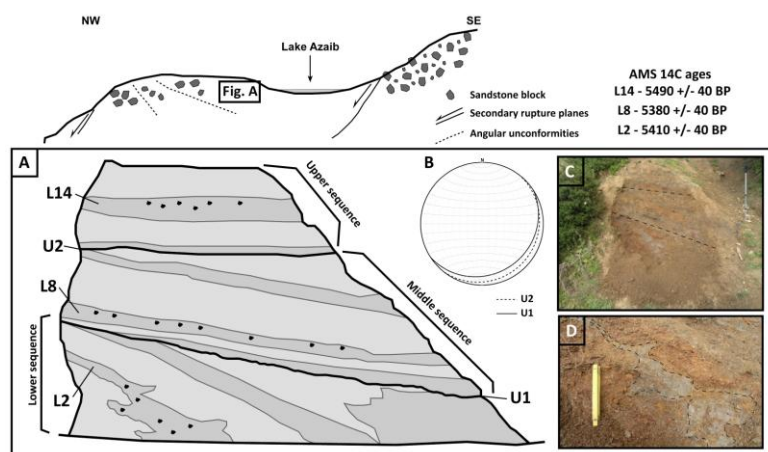 NW
SE
Lake Azaib
Fig. A
Sandstone block
Secondary rupture planes
Angular unconformities
AMS 14C ages
L14 - 5490 +/- 40 BP
L8 - 5380 +/- 40 BP
L2 - 5410 +/- 40 BP
A
L14
U2
L8
L2
U1
Upper sequence
Middle sequence
Lower sequence
B
N
U2
U1
C
D